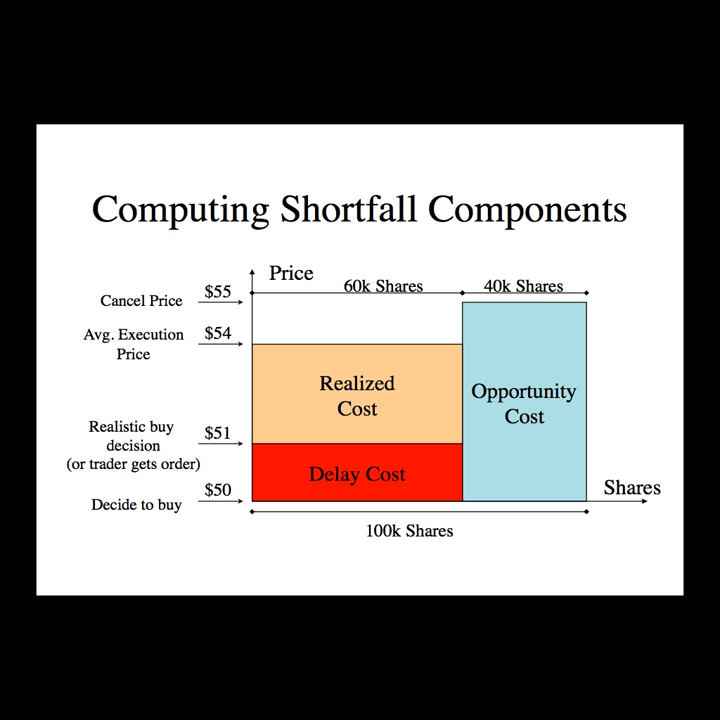 Computing Shortfall Components
Price
60k Shares
40k Shares
Cancel Price
$55
Avg. Execution
Price
$54
Realized
Cost
Opportunity
Cost
Realistic buy
decision
(or trader gets order)
$51
Delay Cost
Decide to buy
$50
Shares
100k Shares